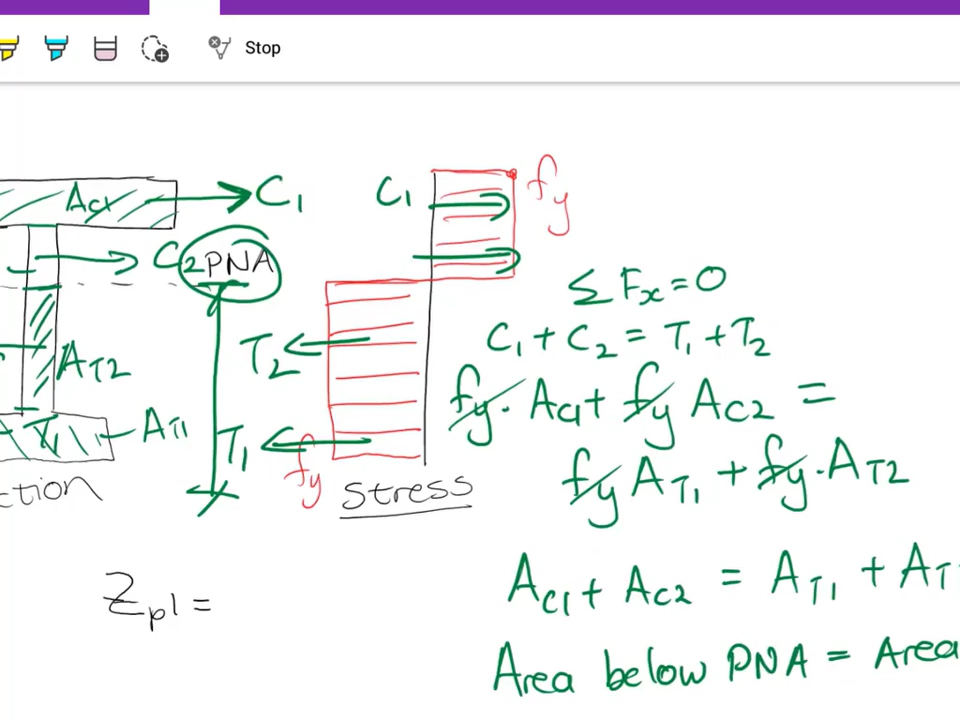 Stop
Ac1
C1
C1
fy
C2
PNA
ΣFx=0
C1+C2 = T1+T2
T2
AT2
fy·Ac1+ fy Ac2 =
AT1
T1
fy
fy AT1 + fy·AT2
ction
Stress
Ac1+ Ac2 = AT1 + AT
Zpl =
Area below PNA = Area